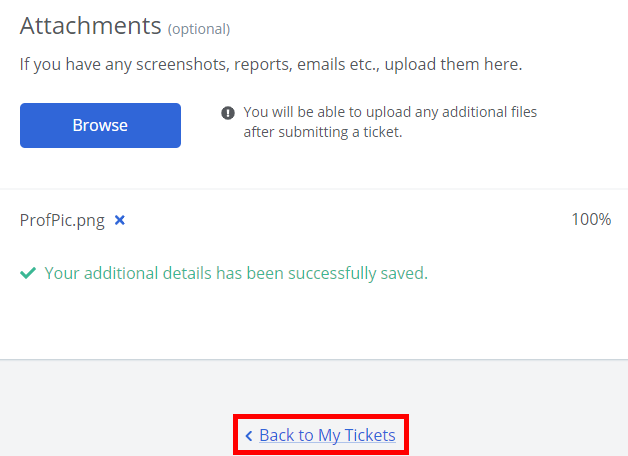 Attachments (optional)
If you have any screenshots, reports, emails etc., upload them here.
Browse
You will be able to upload any additional files
after submitting a ticket.
ProfPic.png
100%
Your additional details has been successfully saved.
Back to My Tickets